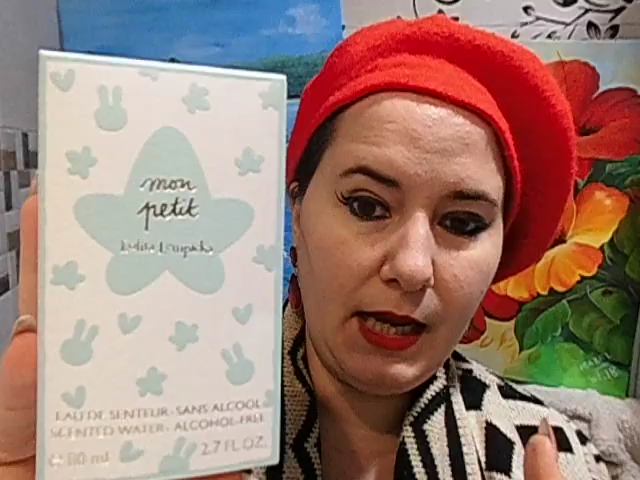 mon
petit
Lolita Lempicka
EAU DE SENTEUR - SANS ALCOOL
SCENTED WATER - ALCOHOL-FREE
80 ml
2.7 FL.OZ.